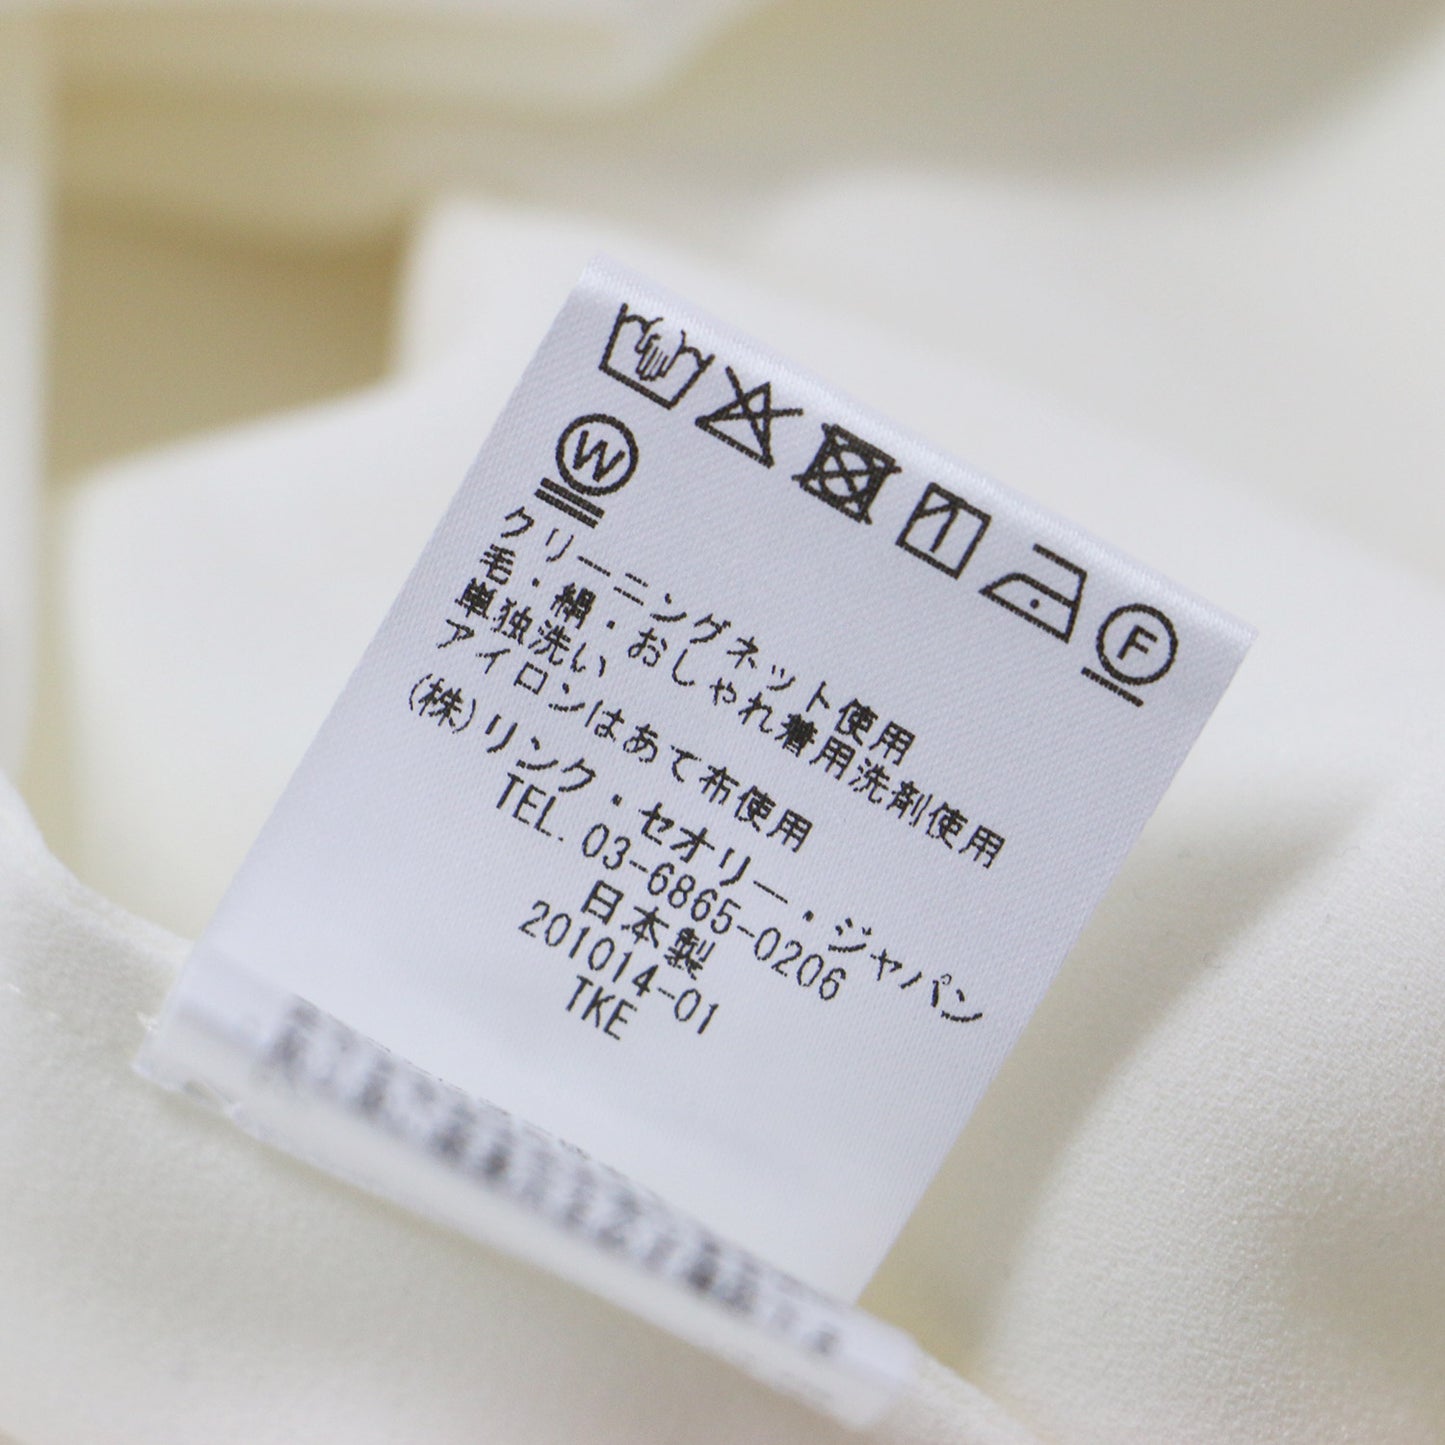 W
F
クリーニングネット使用
毛・絹・おしゃれ着用洗剤使用
単独洗い
アイロンはあて布使用
(株)リンク・セオリー・ジャパン
TEL. 03-6865-0206
日本製
201014-01
TKE